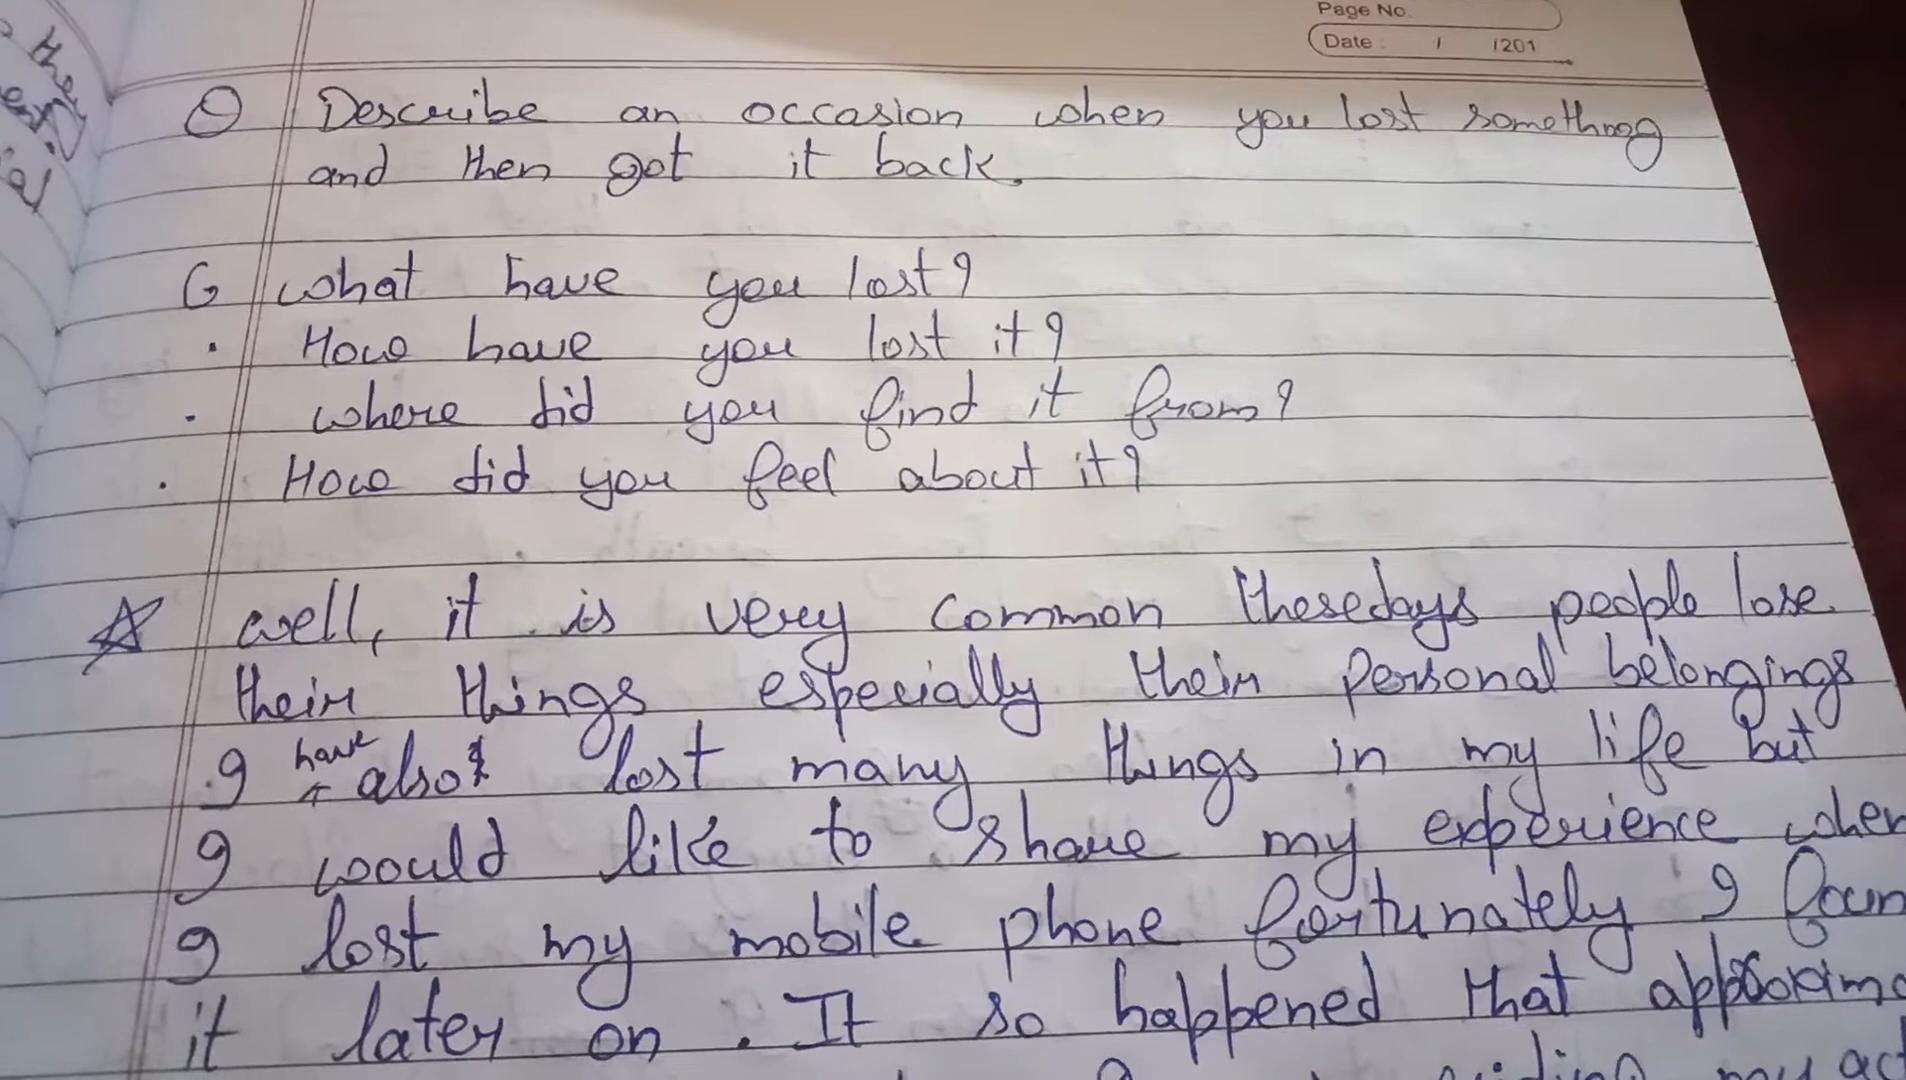 Page No.
Date : / /201
Q Describe an occasion when you lost something
and then got it back.
G what have you lost?
. How have you lost it?
. where did you find it from?
. How did you feel about it?
☆ well, it is very common thesedays people lose
their things especially their personal belongings
I have also lost many things in my life but
I would like to share my experience when
I lost my mobile phone fortunately I foun
it later on. It so happened that approxima